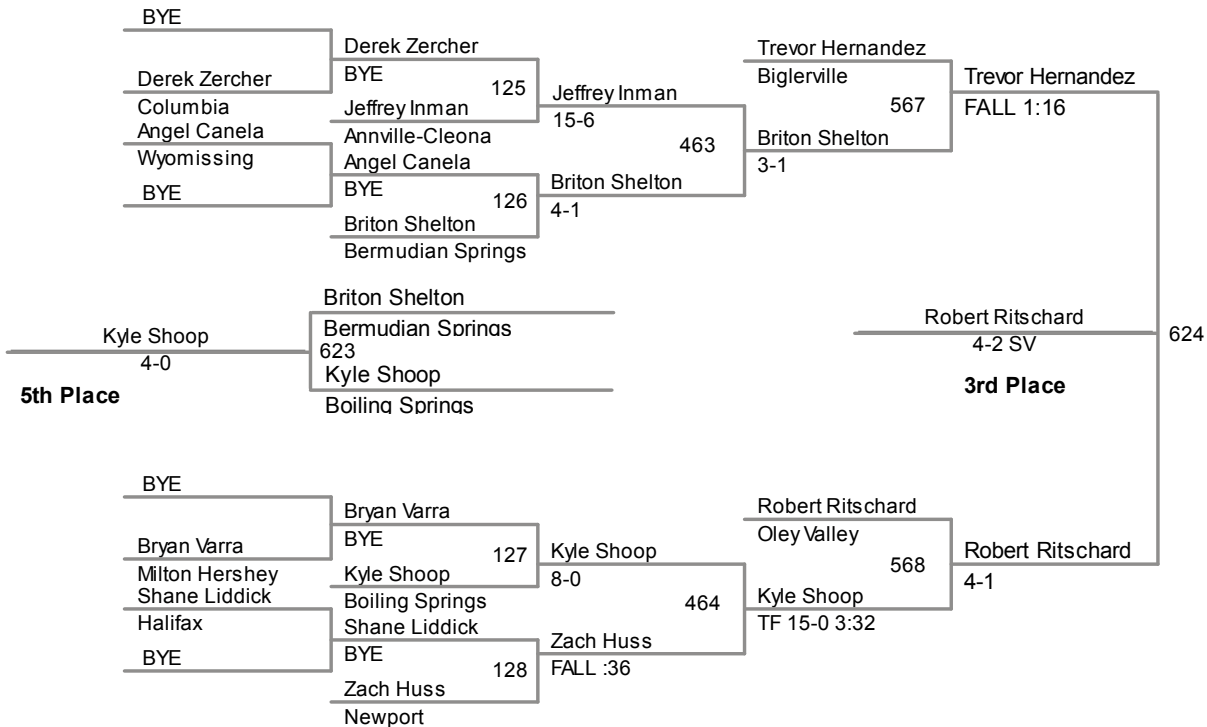 BYE
Derek Zercher
Trevor Hernandez
Derek Zercher
BYE
125
Jeffrey Inman
Biglerville
567
Trevor Hernandez
Columbia
Jeffrey Inman
15-6
FALL 1:16
Angel Canela
Annville-Cleona
463
Briton Shelton
Wyomissing
Angel Canela
3-1
BYE
BYE
126
Briton Shelton
4-1
Briton Shelton
Bermudian Springs
Briton Shelton
Bermudian Springs
Kyle Shoop
4-0
623
Kyle Shoop
Boiling Springs
5th Place
Robert Ritschard
4-2 SV
624
3rd Place
BYE
Bryan Varra
Robert Ritschard
Bryan Varra
BYE
127
Kyle Shoop
Oley Valley
568
Robert Ritschard
Milton Hershey
Kyle Shoop
8-0
4-1
Shane Liddick
Boiling Springs
464
Kyle Shoop
Halifax
Shane Liddick
TF 15-0 3:32
BYE
BYE
128
Zach Huss
FALL :36
Zach Huss
Newport